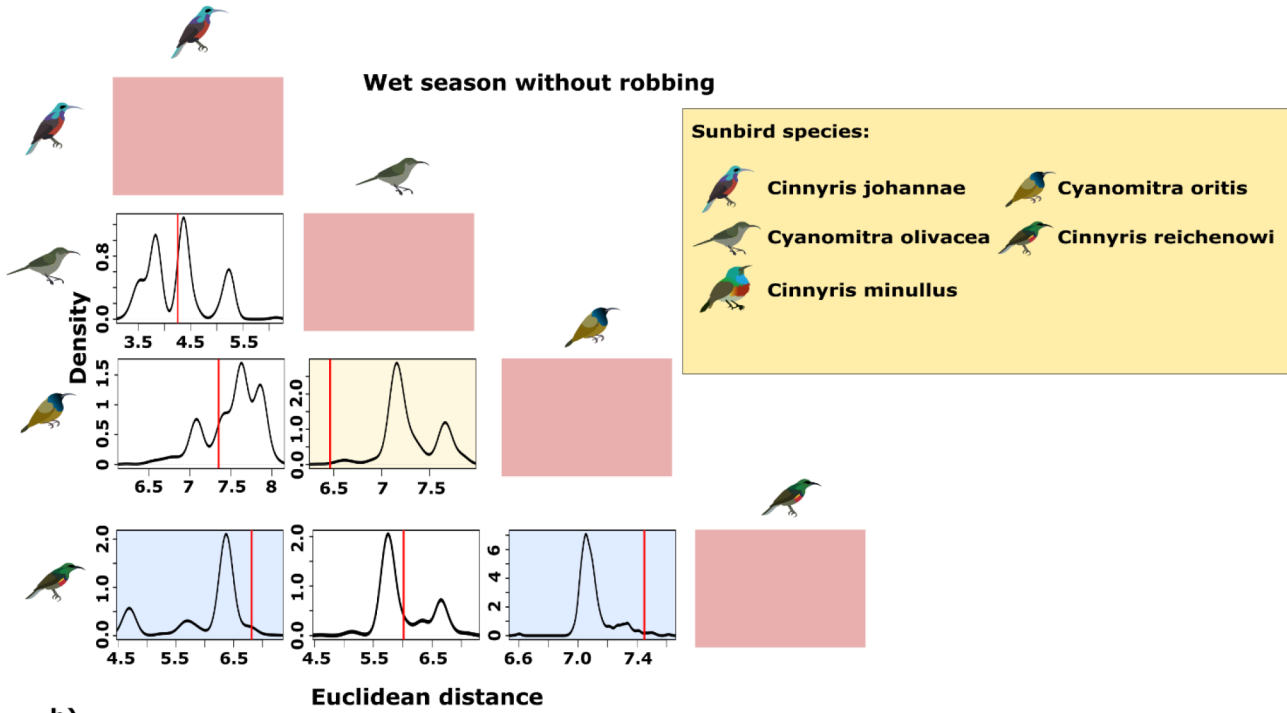 Wet season without robbing
Sunbird species:
Cinnyris johannae
Cyanomitra oritis
Cyanomitra olivacea
Cinnyris reichenowi
Cinnyris minullus
Density
0.0 0.8
3.5 4.5 5.5
0 0.5 1 1.5
6.5 7 7.5 8
0.0 1.0 2.0
6.5 7 7.5
0.0 1.0 2.0
4.5 5.5 6.5
0.0 1.0 2.0
4.5 5.5 6.5
0 2 4 6
6.6 7.0 7.4
Euclidean distance
b)